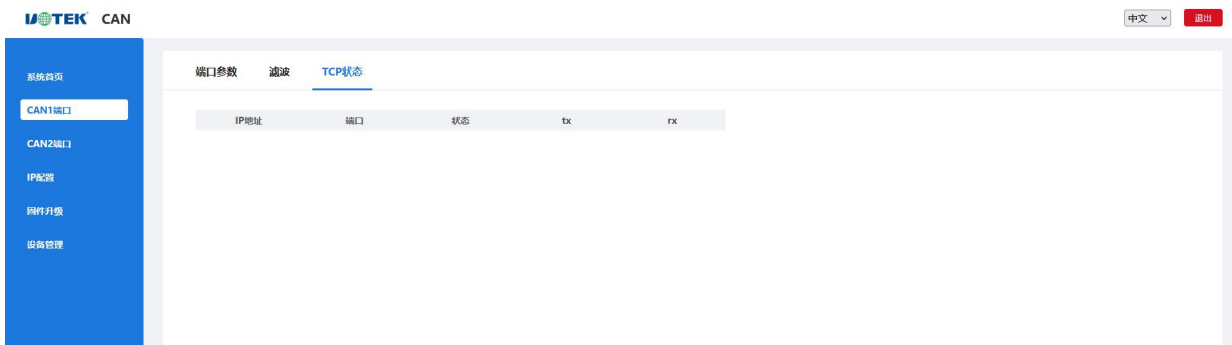 UOTEK CAN
中文
退出
系统首页
CAN1端口
CAN2端口
IP配置
固件升级
设备管理
端口参数 滤波 TCP状态
IP地址 端口 状态 tx rx